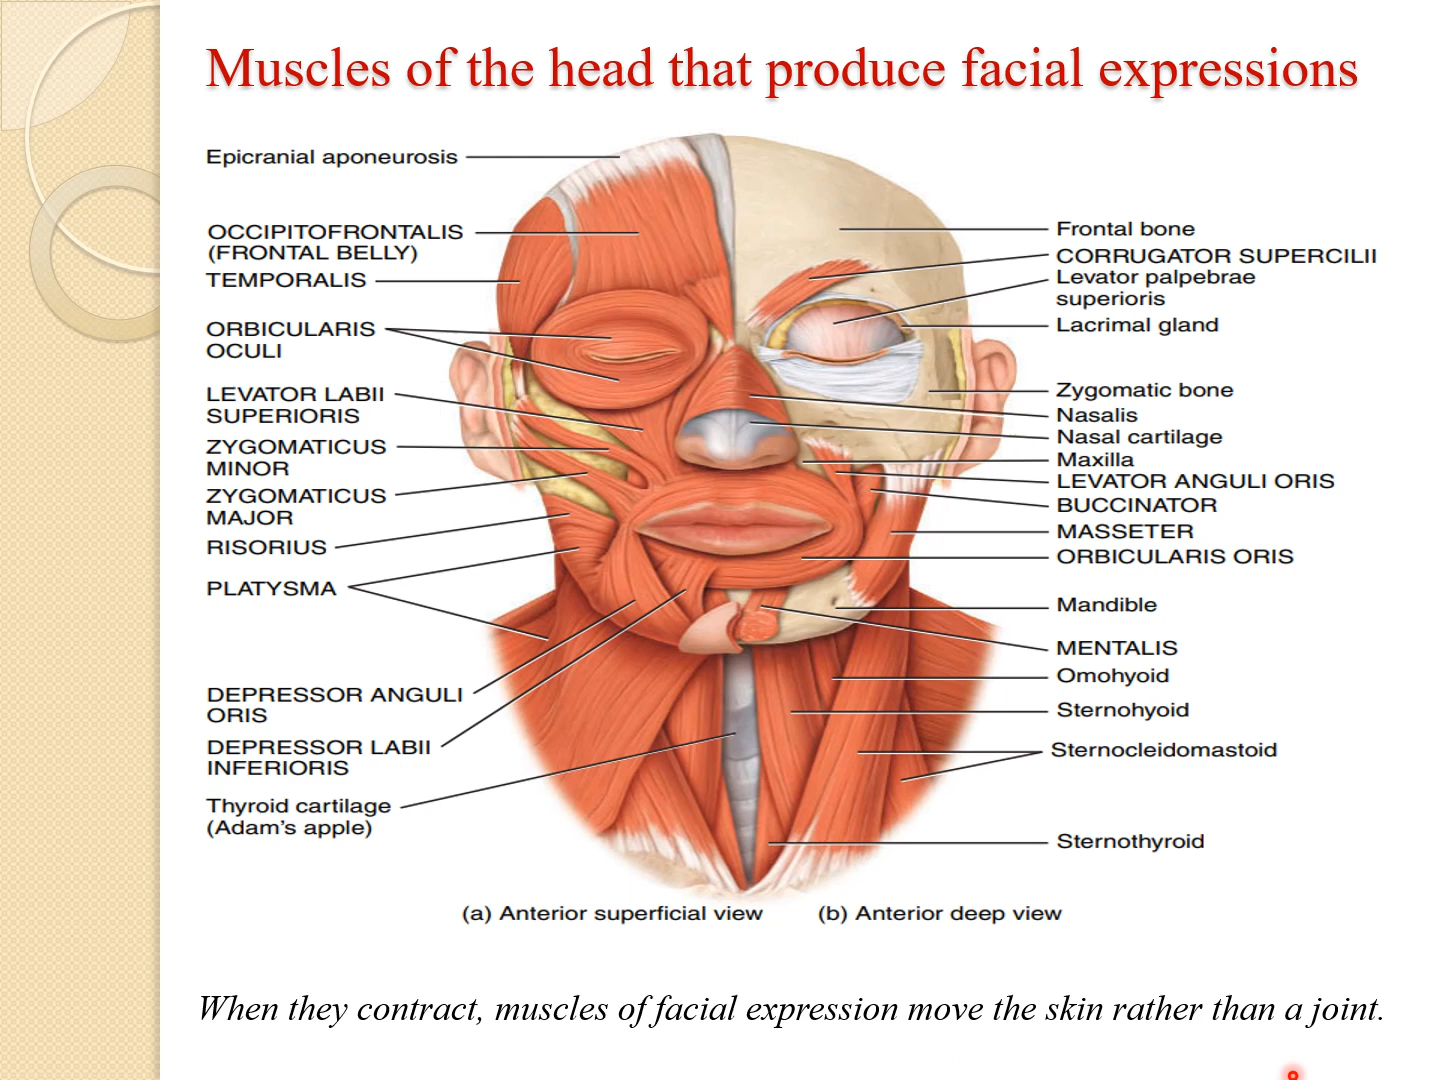 Muscles of the head that produce facial expressions
Epicranial aponeurosis
OCCIPITOFRONTALIS
(FRONTAL BELLY)
TEMPORALIS
ORBICULARIS
OCULI
LEVATOR LABII
SUPERIORIS
ZYGOMATICUS
MINOR
ZYGOMATICUS
MAJOR
RISORIUS
PLATYSMA
DEPRESSOR ANGULI
ORIS
DEPRESSOR LABII
INFERIORIS
Thyroid cartilage
(Adam's apple)
Frontal bone
CORRUGATOR SUPERCILII
Levator palpebrae
superioris
Lacrimal gland
Zygomatic bone
Nasalis
Nasal cartilage
Maxilla
LEVATOR ANGULI ORIS
BUCCINATOR
MASSETER
ORBICULARIS ORIS
Mandible
MENTALIS
Omohyoid
Sternohyoid
Sternocleidomastoid
Sternothyroid
(a) Anterior superficial view
(b) Anterior deep view
When they contract, muscles of facial expression move the skin rather than a joint.